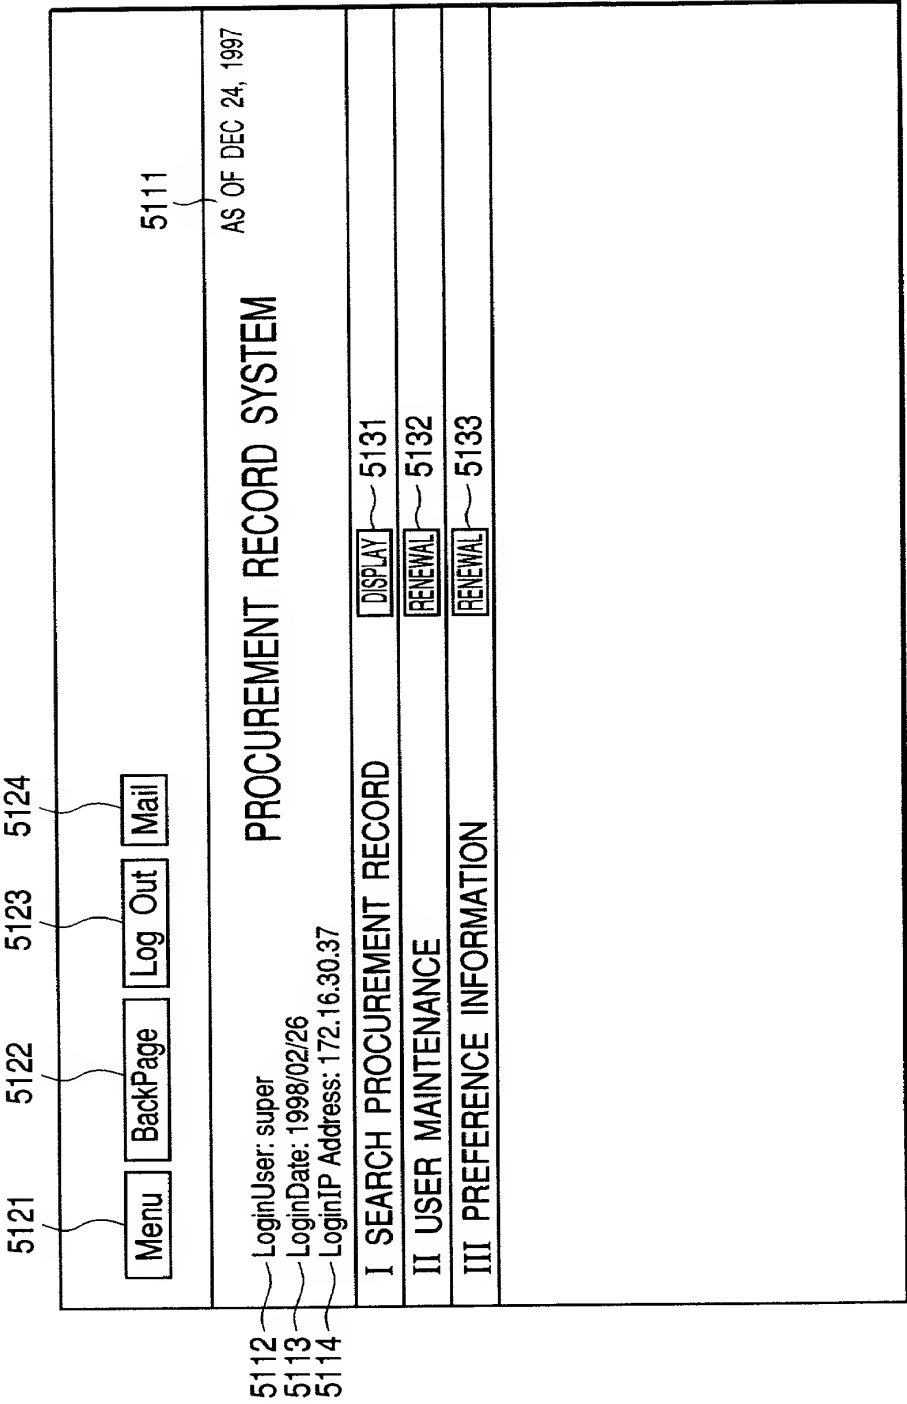 5121 5122 5123 5124
Menu BackPage Log Out Mail
5111
AS OF DEC 24, 1997
PROCUREMENT RECORD SYSTEM
5112 LoginUser: super
5113 LoginDate: 1998/02/26
5114 LoginIP Address: 172.16.30.37
I SEARCH PROCUREMENT RECORD DISPLAY 5131
II USER MAINTENANCE RENEWAL 5132
III PREFERENCE INFORMATION RENEWAL 5133